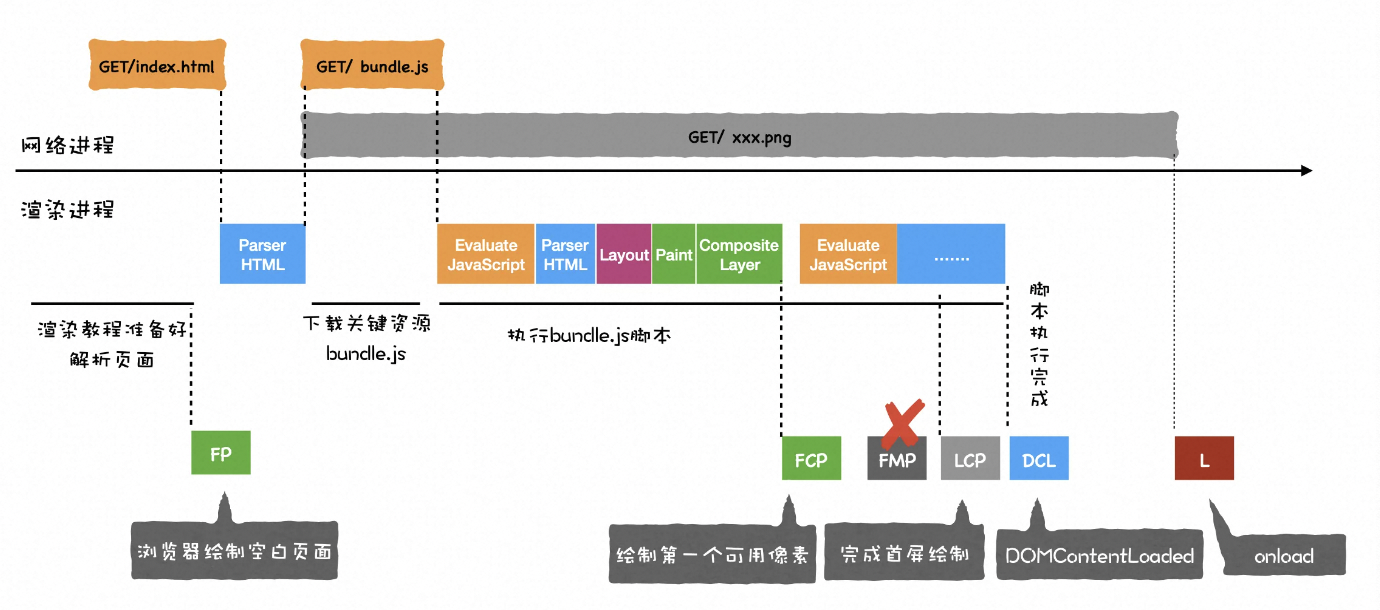 GET/index.html
GET/ bundle.js
GET/ xxx.png
网络进程
渲染进程
Parser
HTML
Evaluate
JavaScript
Parser
HTML
Layout
Paint
Composite
Layer
Evaluate
JavaScript
.......
渲染教程准备好
解析页面
下载关键资源
bundle.js
执行bundle.js脚本
脚本执行完成
FP
FCP
FMP
LCP
DCL
L
浏览器绘制空白页面
绘制第一个可用像素
完成首屏绘制
DOMContentLoaded
onload